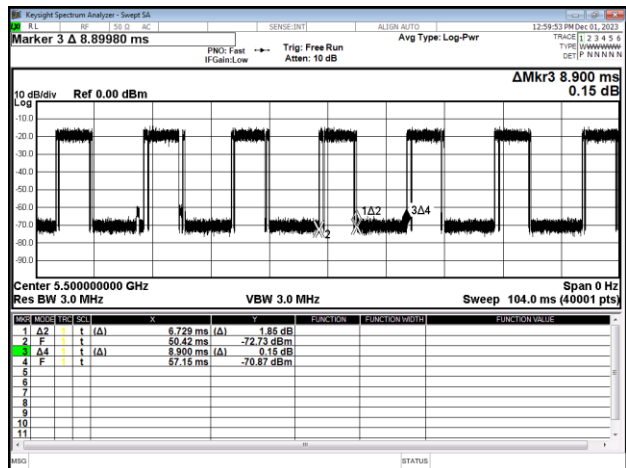 Keysight Spectrum Analyzer - Swept SA
RL RF 50 Ω AC SENSE:INT ALIGN AUTO 12:59:53 PM Dec 01, 2023
Marker 3 Δ 8.89980 ms
PNO: Fast
IFGain:Low
Trig: Free Run
Atten: 10 dB
Avg Type: Log-Pwr
TRACE 1 2 3 4 5 6
TYPE WWWWWW
DET P N N N N N
ΔMkr3 8.900 ms
0.15 dB
10 dB/div Ref 0.00 dBm
Log
-10.0
-20.0
-30.0
-40.0
-50.0
-60.0
-70.0
-80.0
-90.0
2
1Δ2
3Δ4
Center 5.500000000 GHz Span 0 Hz
Res BW 3.0 MHz VBW 3.0 MHz Sweep 104.0 ms (40001 pts)
MKR MODE TRC SCL X Y FUNCTION FUNCTION WIDTH FUNCTION VALUE
1 Δ2 1 t (Δ) 6.729 ms (Δ) 1.85 dB
2 F 1 t 50.42 ms -72.73 dBm
3 Δ4 1 t (Δ) 8.900 ms (Δ) 0.15 dB
4 F 1 t 57.15 ms -70.87 dBm
5
6
7
8
9
10
11
MSG STATUS